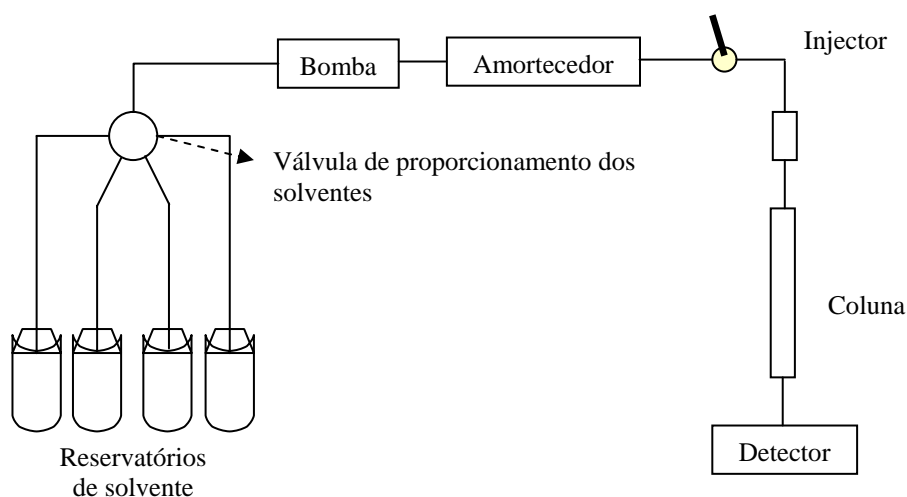 Injector
Bomba
Amortecedor
Válvula de proporcionamento dos
solventes
Coluna
Reservatórios
de solvente
Detector